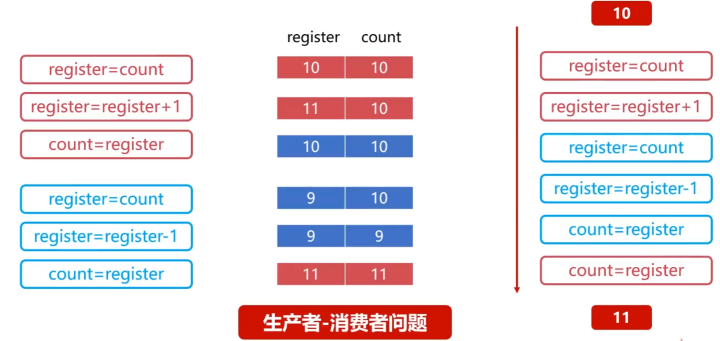 10
register count
register=count
10 10
register=count
register=register+1
11 10
register=register+1
count=register
10 10
register=count
register=count
9 10
register=register-1
register=register-1
9 9
count=register
count=register
11 11
count=register
生产者-消费者问题
11